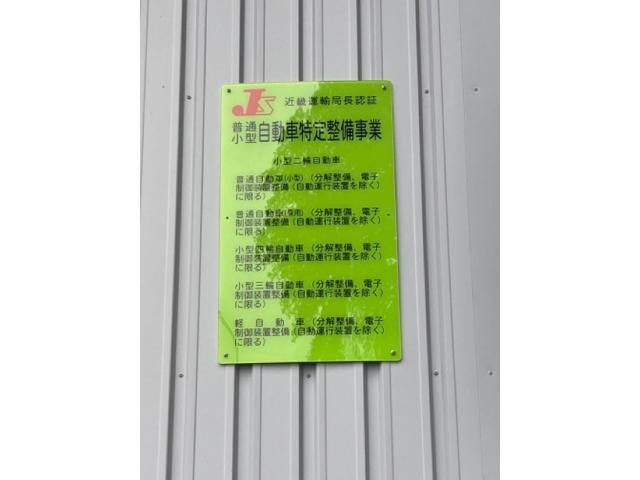 JS 近畿運輸局長認証
普通
小型 自動車特定整備事業
小型二輪自動車
普通自動車(小型)(分解整備、電子
制御装置整備(自動運行装置を除く)
に限る)
普通自動車(乗用)(分解整備、電子
制御装置整備(自動運行装置を除く)
に限る)
小型四輪自動車(分解整備、電子
制御装置整備(自動運行装置を除く)
に限る)
小型三輪自動車(分解整備、電子
制御装置整備(自動運行装置を除く)
に限る)
軽自動車(分解整備、電子
制御装置整備(自動運行装置を除く)
に限る)